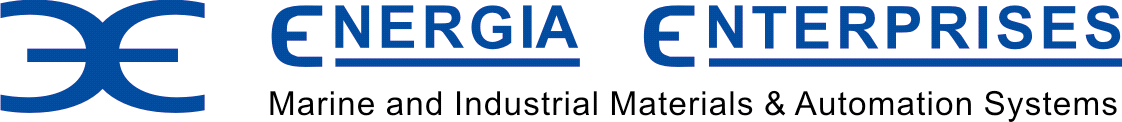 ENERGIA ENTERPRISES
Marine and Industrial Materials & Automation Systems